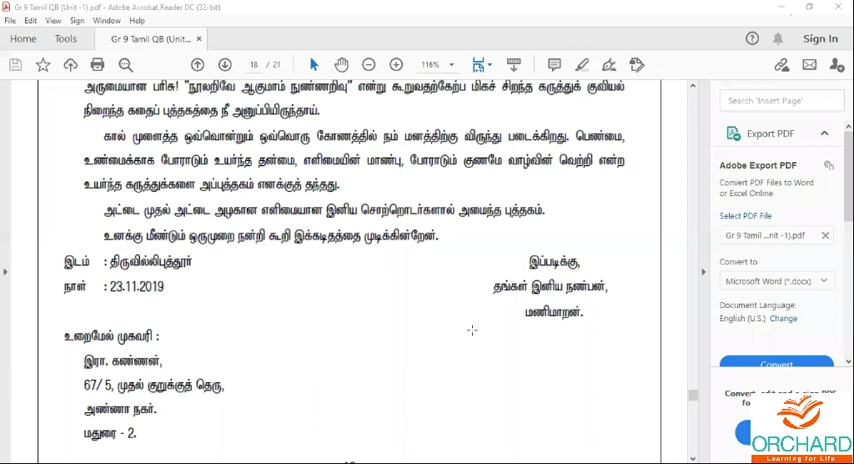 Gr 9 Tamil QB (Unit -1).pdf - Adobe Acrobat Reader DC (32-bit)
File Edit View Sign Window Help
Home Tools Gr 9 Tamil QB (Unit... × Sign In
18 / 21 116%
அருமையான பரிசு! "நூலறிவே ஆகுமாம் நுண்ணறிவு" என்று கூறுவதற்கேற்ப மிகச் சிறந்த கருத்துக் குவியல்
நிறைந்த கதைப் புத்தகத்தை நீ அனுப்பியிருந்தாய்.
கால் முளைத்த ஒவ்வொன்றும் ஒவ்வொரு கோணத்தில் நம் மனத்திற்கு விருந்து படைக்கிறது. பெண்மை,
உண்மைக்காக போராடும் உயர்ந்த தன்மை, எளிமையின் மாண்பு, போராடும் குணமே வாழ்வின் வெற்றி என்ற
உயர்ந்த கருத்துக்களை அப்புத்தகம் எனக்குத் தந்தது.
அட்டை முதல் அட்டை அழகான எளிமையான இனிய சொற்றொடர்களால் அமைந்த புத்தகம்.
உனக்கு மீண்டும் ஒருமுறை நன்றி கூறி இக்கடிதத்தை முடிக்கின்றேன்.
இடம் : திருவில்லிபுத்தூர்
நாள் : 23.11.2019
இப்படிக்கு,
தங்கள் இனிய நண்பன்,
மணிமாறன்.
உறைமேல் முகவரி :
இரா. கண்ணன்,
67/ 5, முதல் குறுக்குத் தெரு,
அண்ணா நகர்.
மதுரை - 2.
Search 'Insert Page'
Export PDF
Adobe Export PDF
Convert PDF Files to Word
or Excel Online
Select PDF File
Gr 9 Tamil ...nit -1).pdf
Convert to
Microsoft Word (*.docx)
Document Language:
English (U.S.) Change
Convert
ORCHARD
Learning for Life